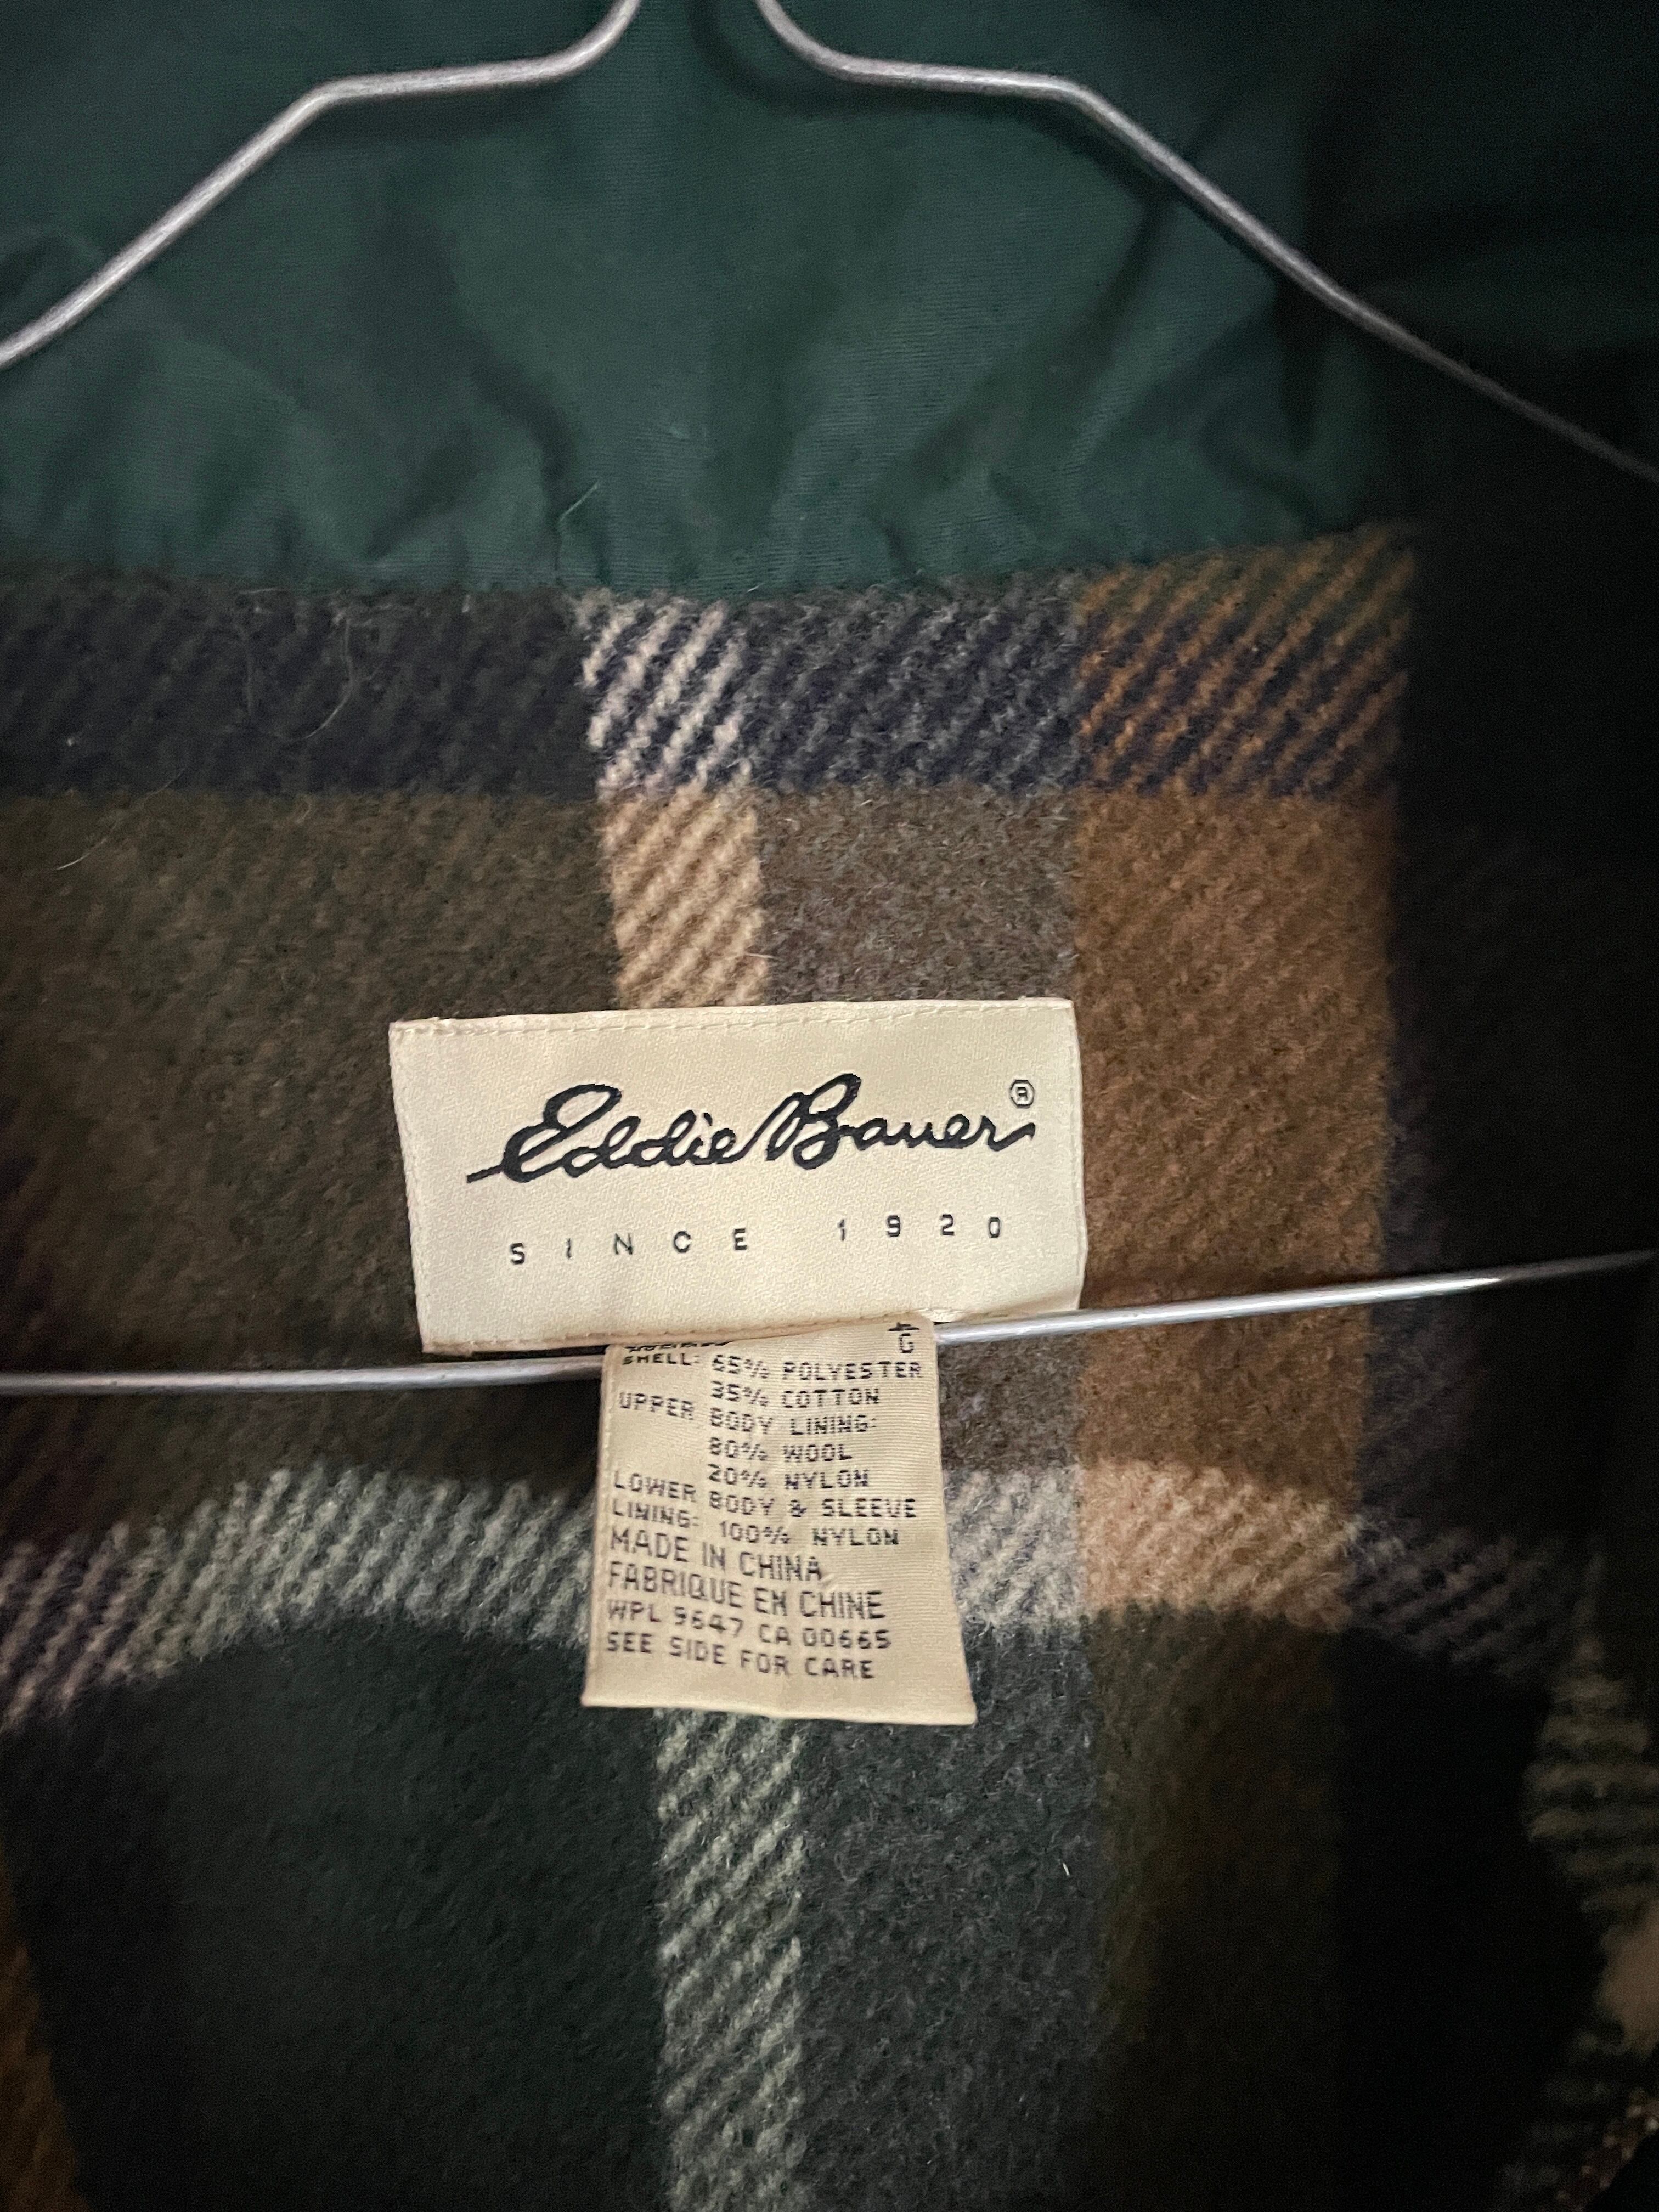 Eddie Bauer®
SINCE 1920
G
SHELL: 65% POLYESTER
35% COTTON
UPPER BODY LINING:
80% WOOL
20% NYLON
LOWER BODY & SLEEVE
LINING: 100% NYLON
MADE IN CHINA
FABRIQUE EN CHINE
WPL 9647 CA 00665
SEE SIDE FOR CARE